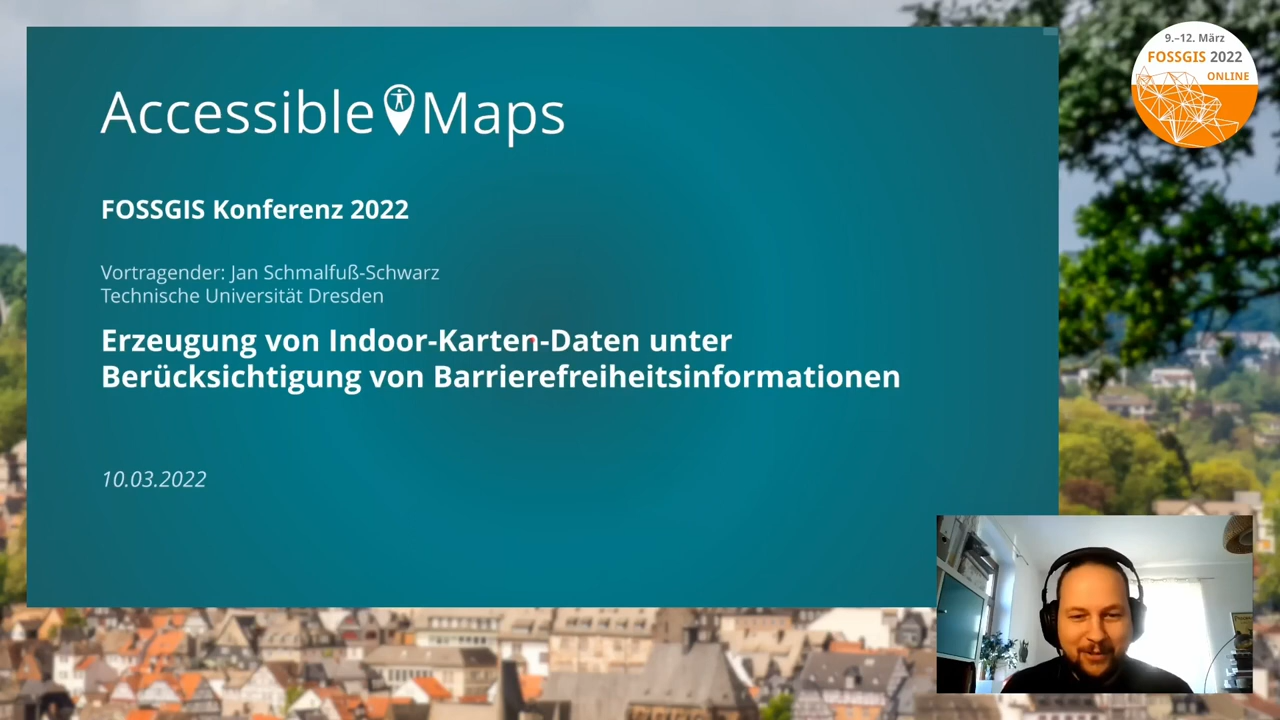 Accessible Maps
FOSSGIS Konferenz 2022
Vortragender: Jan Schmalfuß-Schwarz
Technische Universität Dresden
Erzeugung von Indoor-Karten-Daten unter
Berücksichtigung von Barrierefreiheitsinformationen
10.03.2022
9.–12. März
FOSSGIS 2022
ONLINE